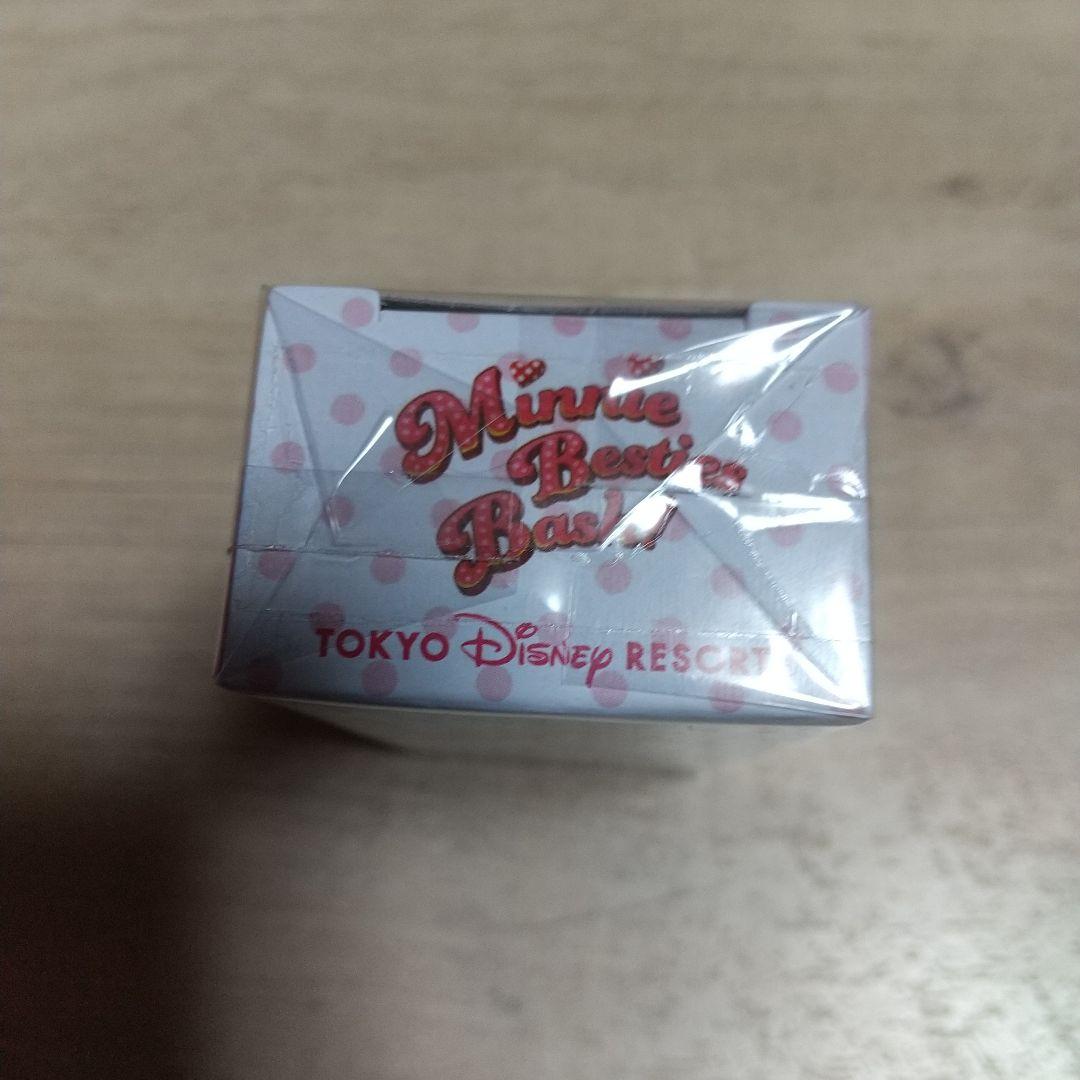 Minnie
Besties
Bash!
TOKYO Disney RESORT